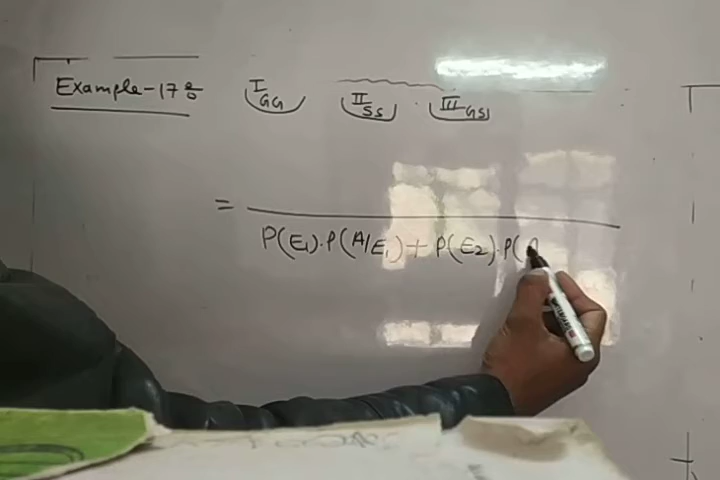 Example-17:
I GG II SS III GS
=
P(E₁).P(A/E₁)+ P(E₂).P(A